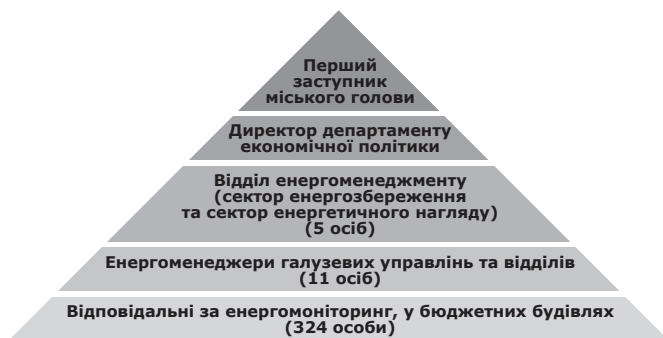 Перший
заступник
міського голови
Директор департаменту
економічної політики
Відділ енергоменеджменту
(сектор енергозбереження
та сектор енергетичного нагляду)
(5 осіб)
Енергоменеджери галузевих управлінь та відділів
(11 осіб)
Відповідальні за енергомоніторинг, у бюджетних будівлях
(324 особи)